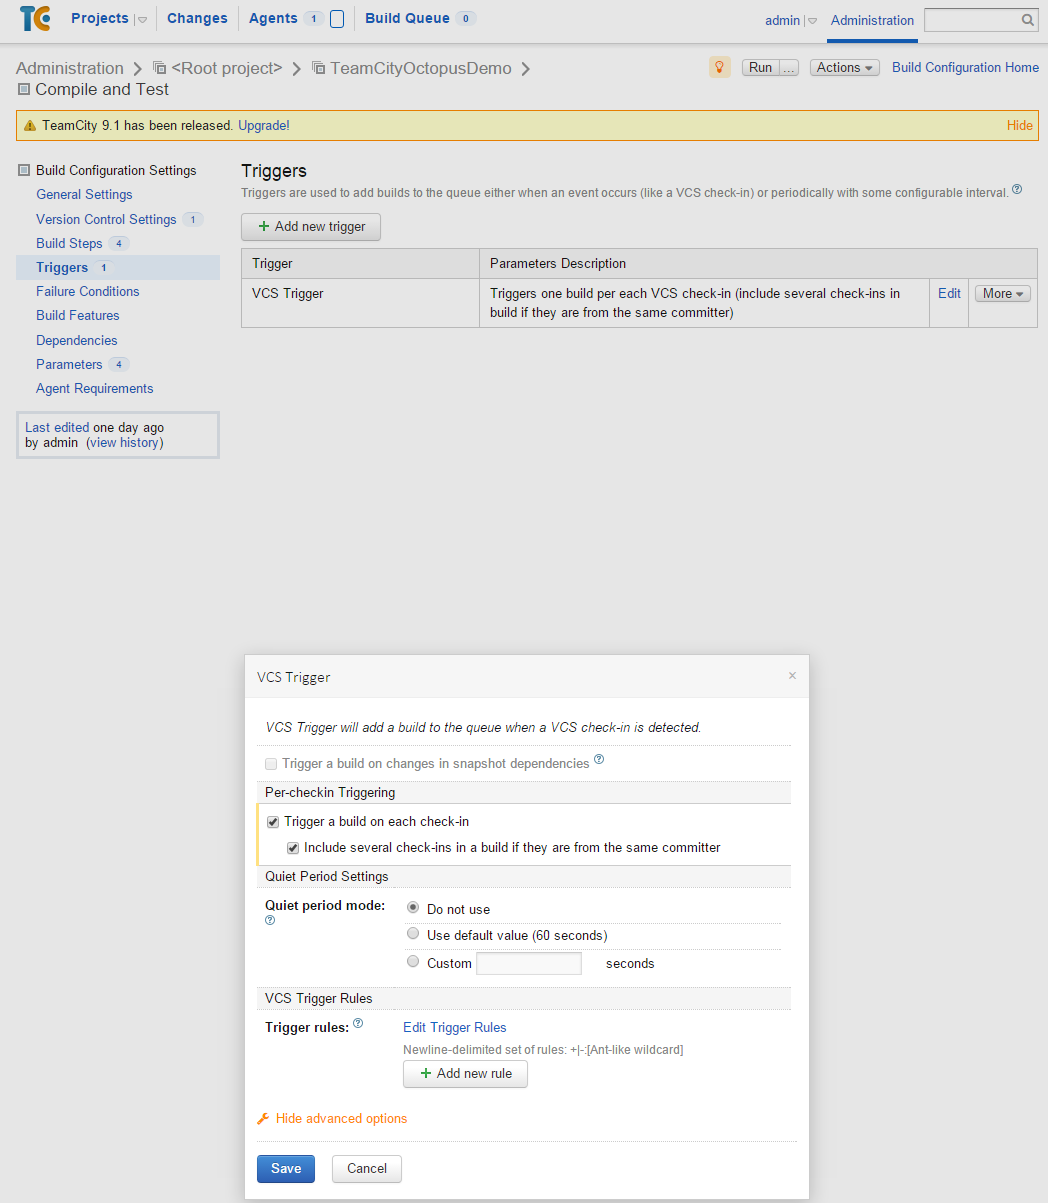 TC Projects Changes Agents 1 Build Queue 0 admin Administration
Administration <Root project> TeamCityOctopusDemo Run ... Actions Build Configuration Home
Compile and Test
TeamCity 9.1 has been released. Upgrade! Hide
Build Configuration Settings
General Settings
Version Control Settings 1
Build Steps 4
Triggers 1
Failure Conditions
Build Features
Dependencies
Parameters 4
Agent Requirements
Last edited one day ago
by admin (view history)
Triggers
Triggers are used to add builds to the queue either when an event occurs (like a VCS check-in) or periodically with some configurable interval. ?
+ Add new trigger
Trigger Parameters Description
VCS Trigger Triggers one build per each VCS check-in (include several check-ins in Edit More
build if they are from the same committer)
VCS Trigger ×
VCS Trigger will add a build to the queue when a VCS check-in is detected.
Trigger a build on changes in snapshot dependencies ?
Per-checkin Triggering
Trigger a build on each check-in
Include several check-ins in a build if they are from the same committer
Quiet Period Settings
Quiet period mode: Do not use
?
Use default value (60 seconds)
Custom seconds
VCS Trigger Rules
Trigger rules: ? Edit Trigger Rules
Newline-delimited set of rules: +|-:[Ant-like wildcard]
+ Add new rule
Hide advanced options
Save Cancel